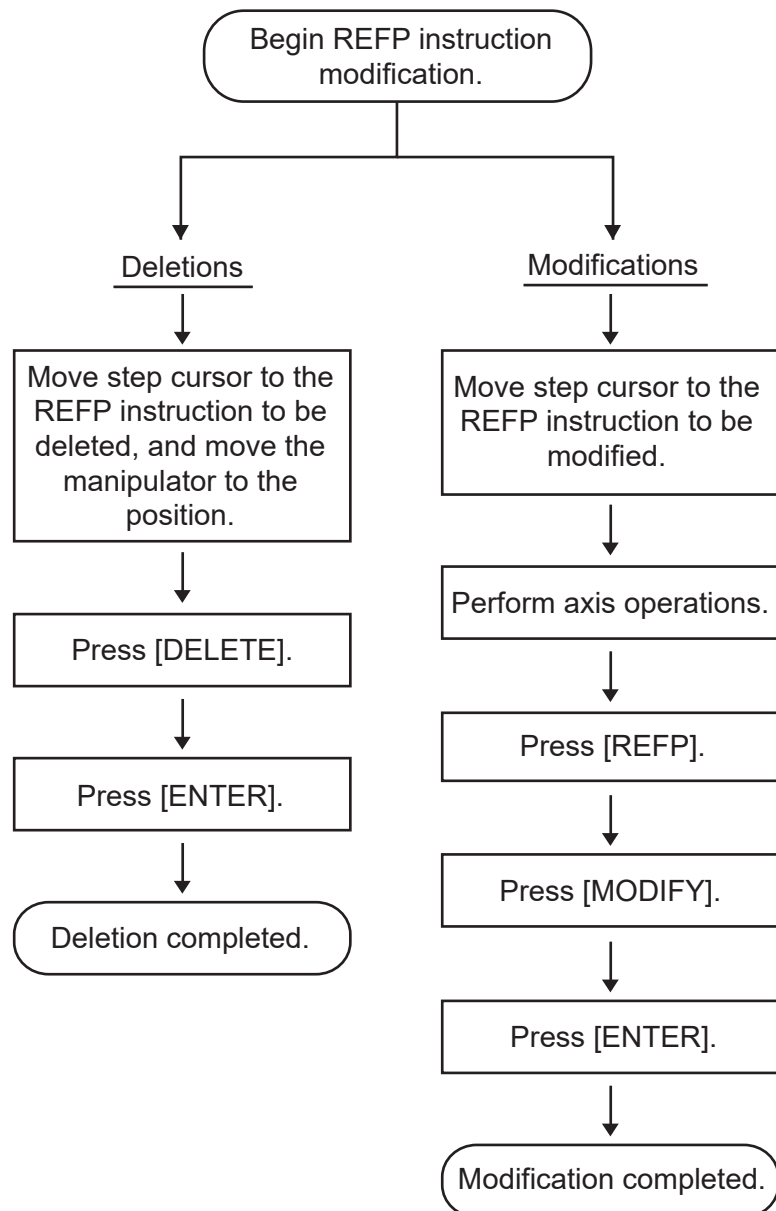 Begin REFP instruction
modification.
Deletions
Move step cursor to the
REFP instruction to be
deleted, and move the
manipulator to the
position.
Press [DELETE].
Press [ENTER].
Deletion completed.
Modifications
Move step cursor to the
REFP instruction to be
modified.
Perform axis operations.
Press [REFP].
Press [MODIFY].
Press [ENTER].
Modification completed.